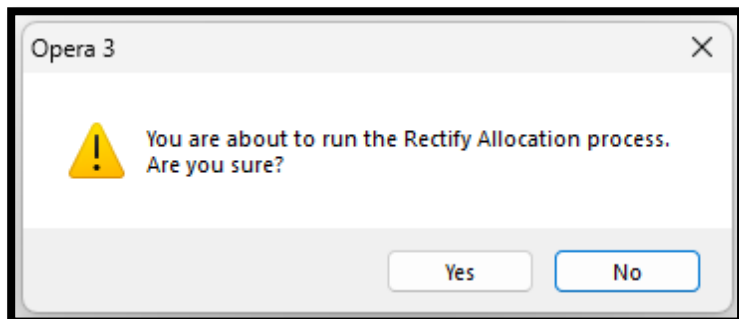 Opera 3
You are about to run the Rectify Allocation process.
Are you sure?
Yes No